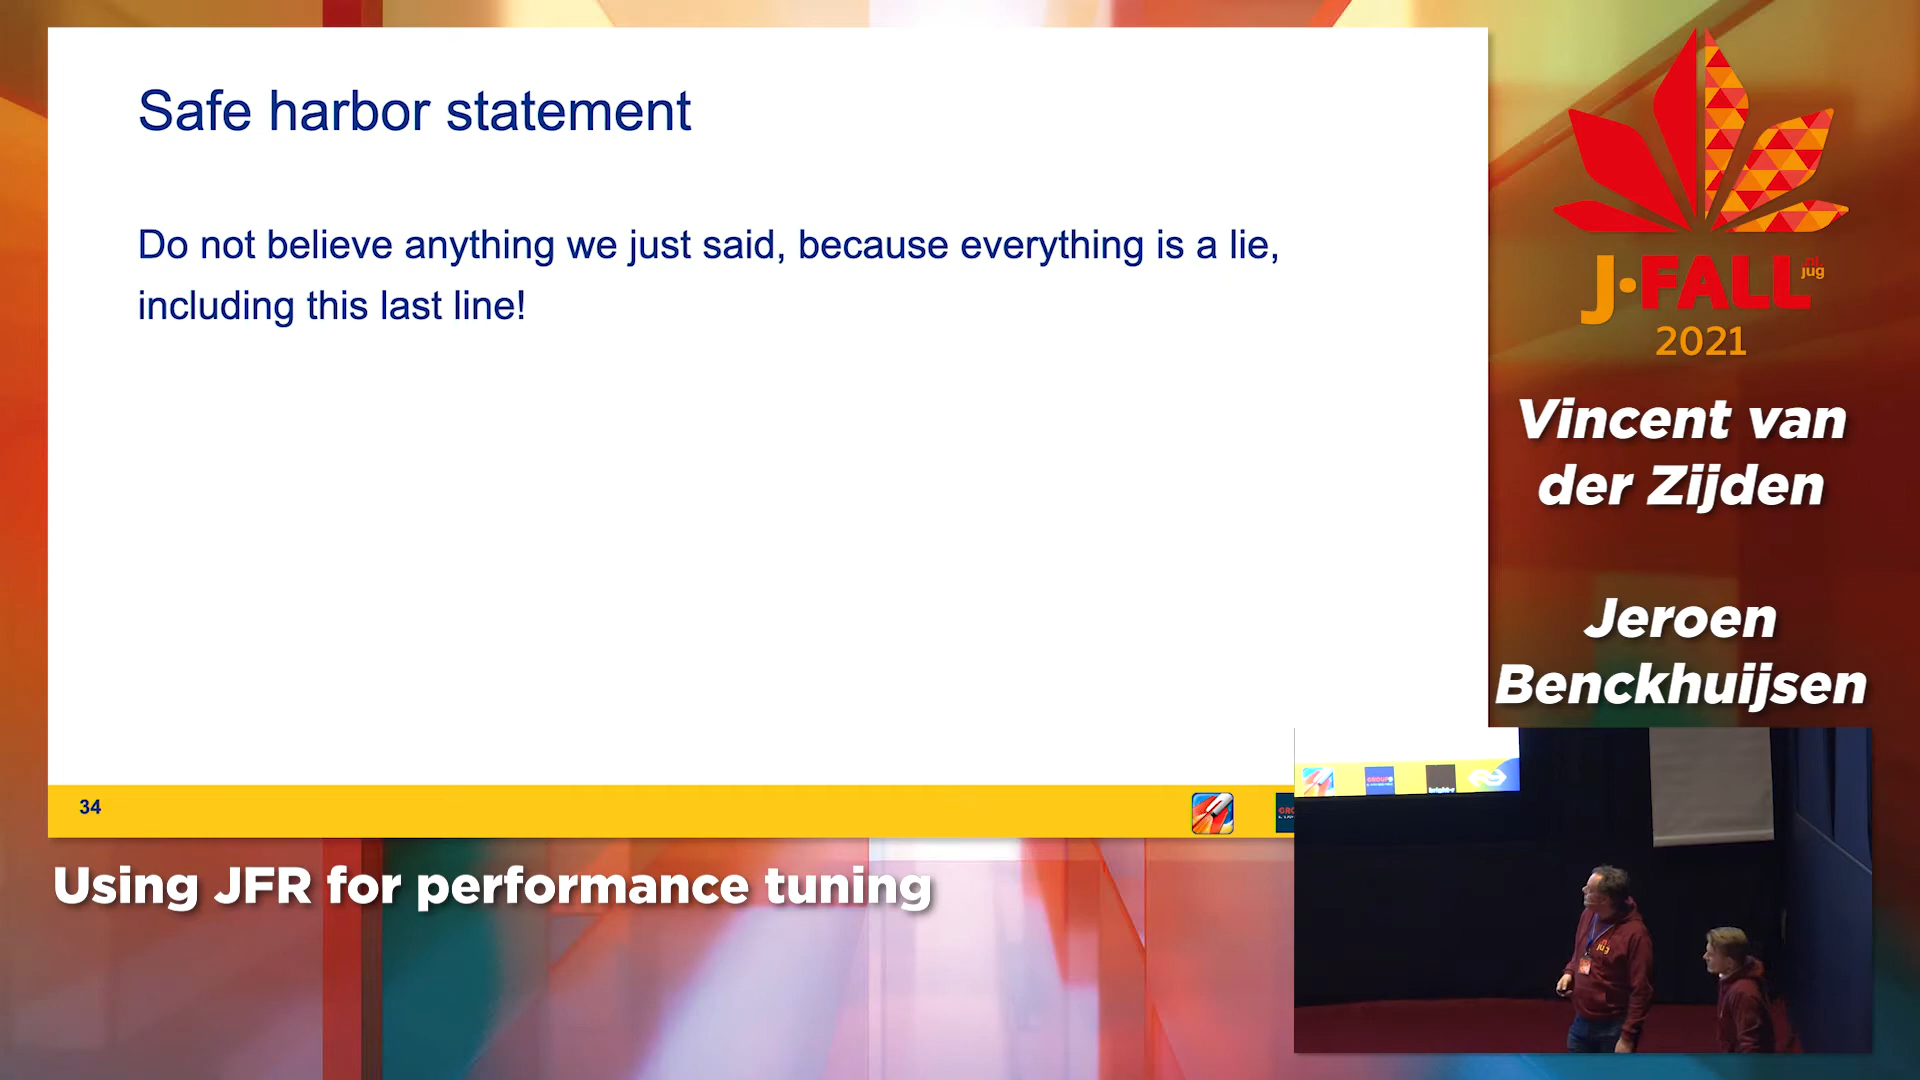 Safe harbor statement
Do not believe anything we just said, because everything is a lie,
including this last line!
34
J•FALL
nl
jug
2021
Vincent van
der Zijden
Jeroen
Benckhuijsen
Using JFR for performance tuning